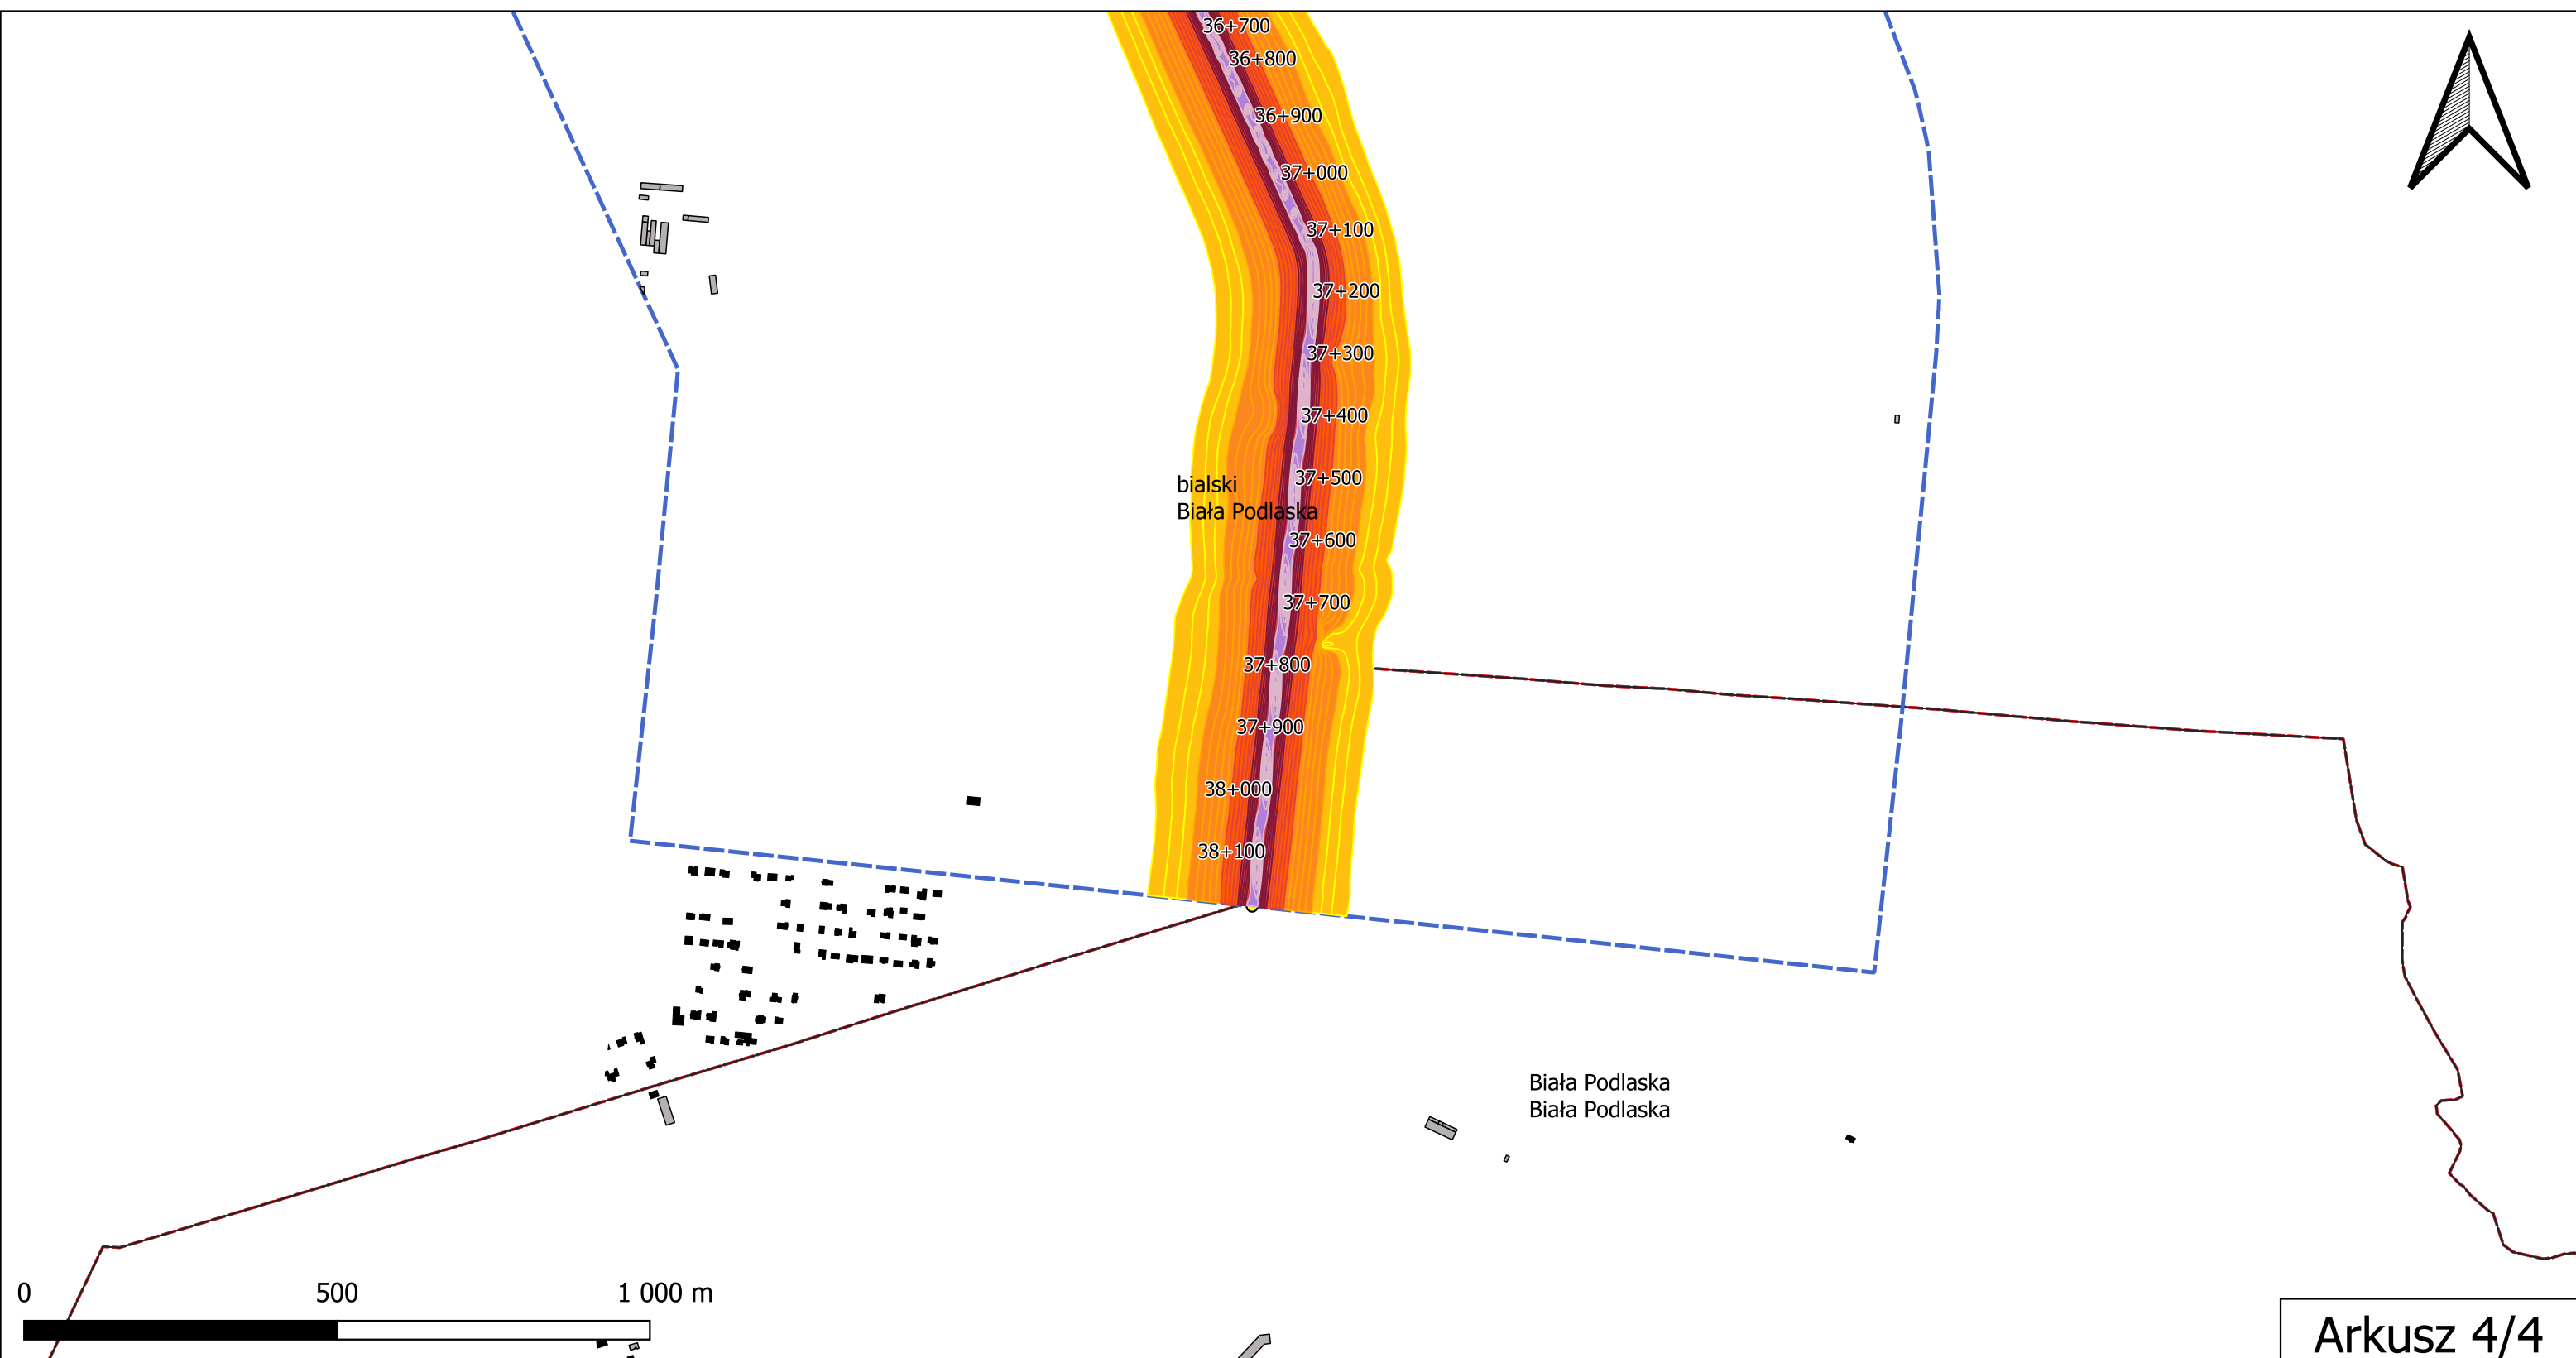 36+700
36+800
36+900
37+000
37+100
37+200
37+300
37+400
bialski
Biała Podlaska
37+500
37+600
37+700
37+800
37+900
38+000
38+100
Biała Podlaska
Biała Podlaska
0 500 1 000 m
Arkusz 4/4